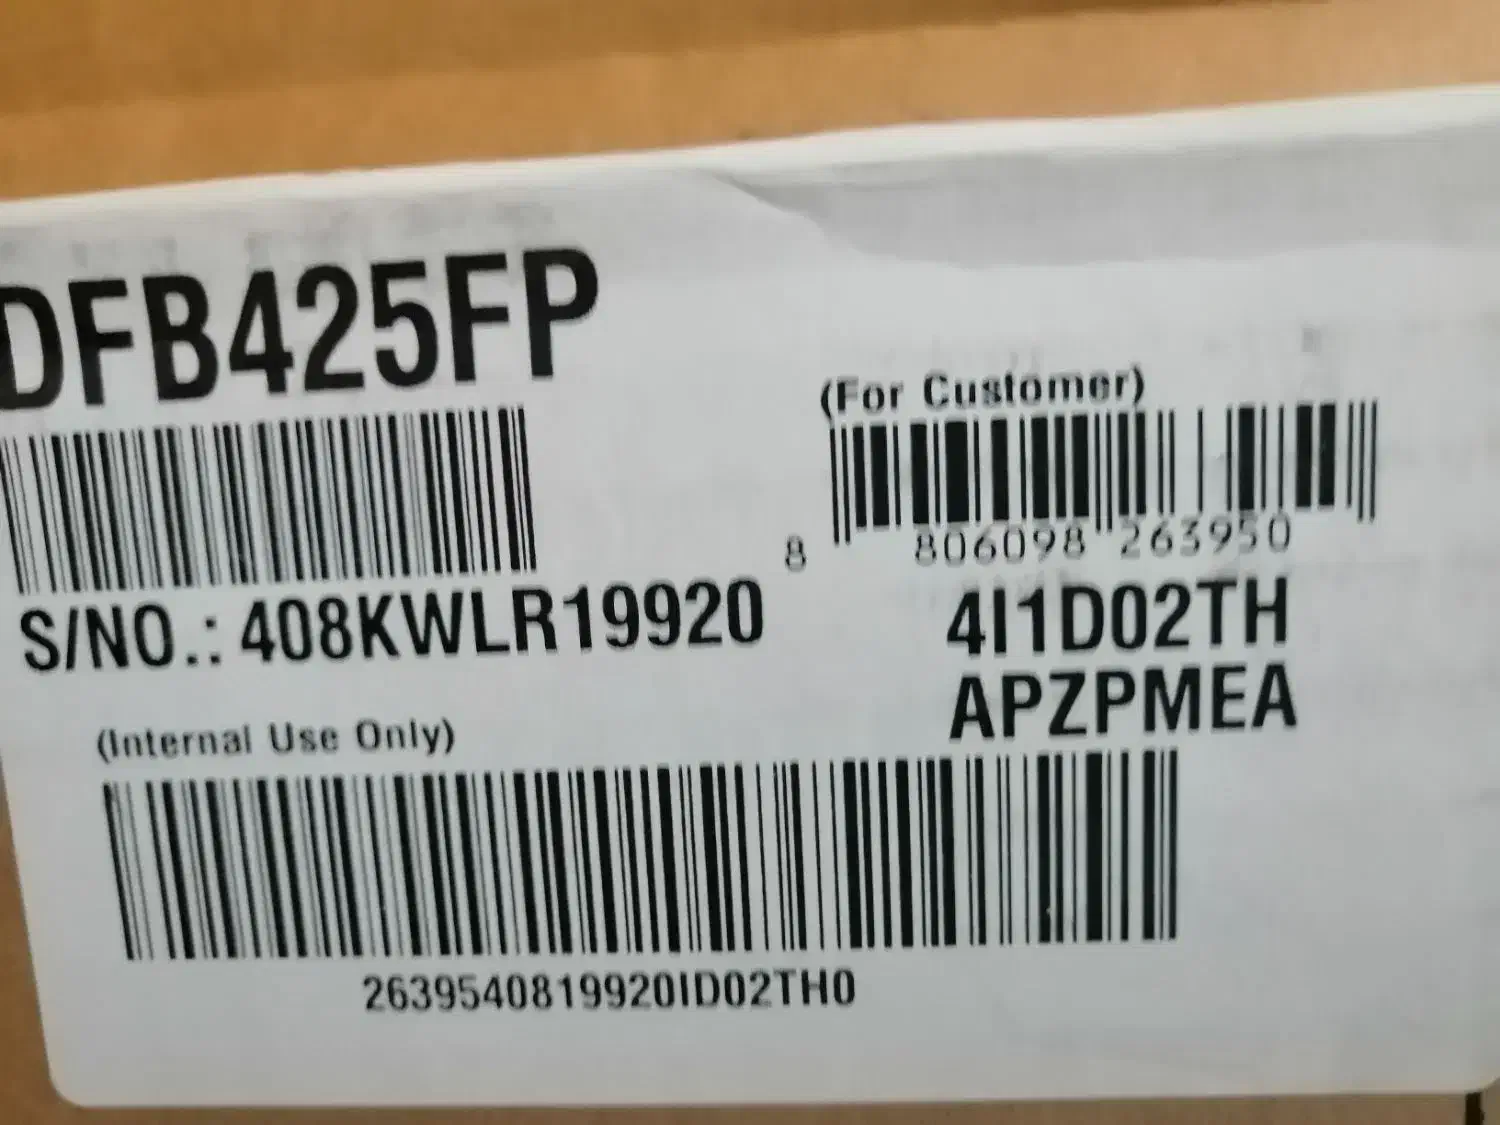 DFB425FP
(For Customer)
8 806098 263950
S/NO.: 408KWLR19920
4I1D02TH
APZPMEA
(Internal Use Only)
2639540819920ID02TH0